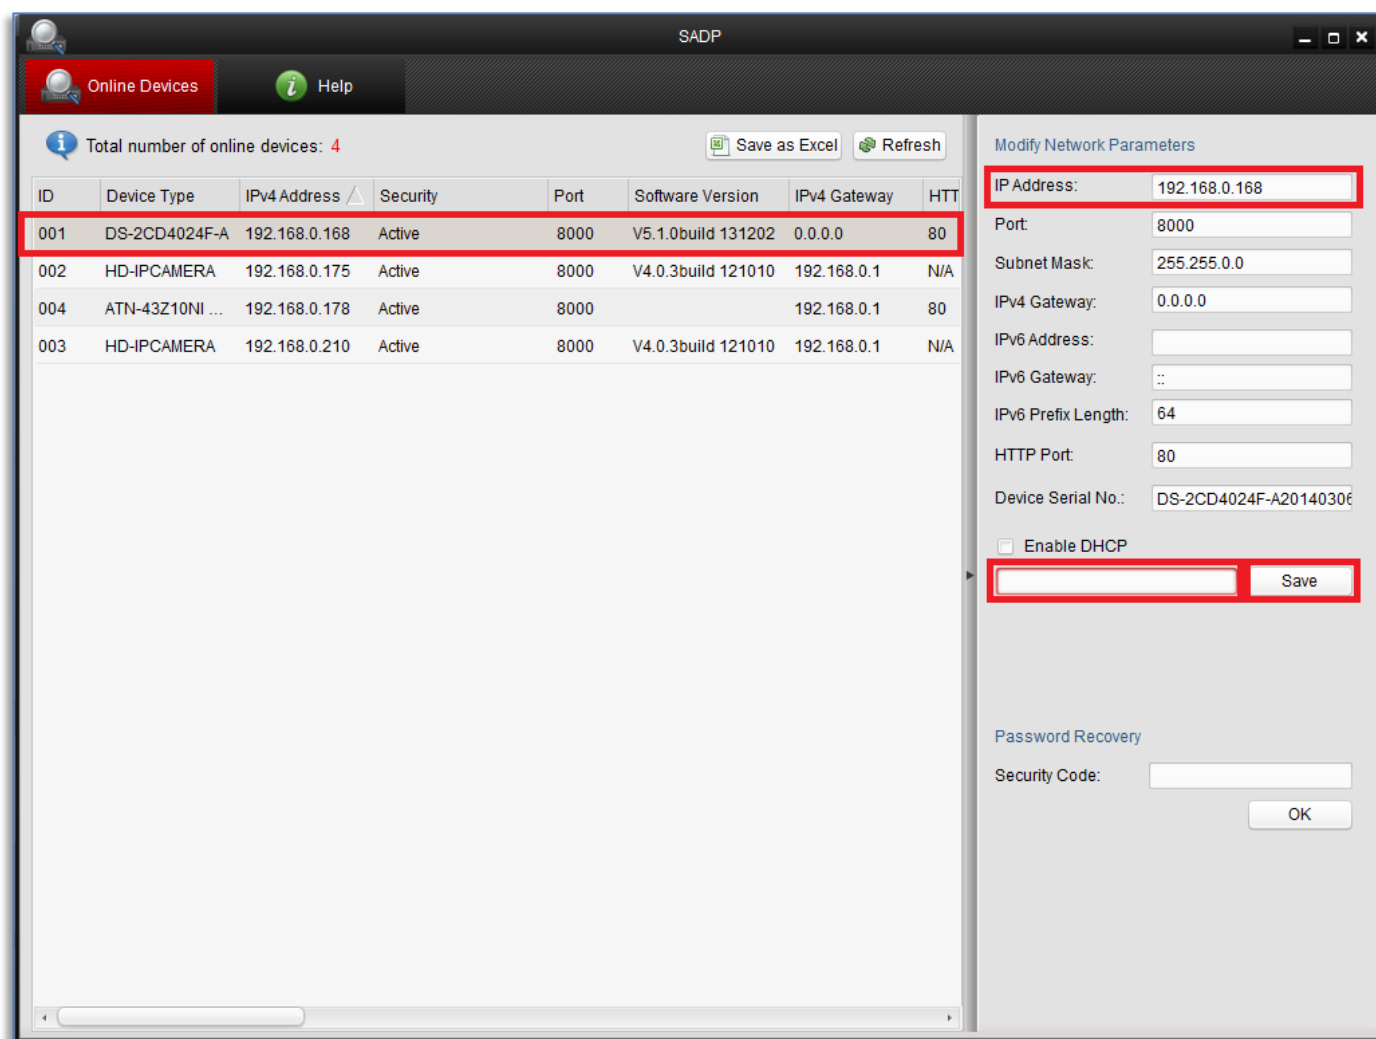 SADP
Online Devices
Help
Total number of online devices: 4
Save as Excel
Refresh
ID Device Type IPv4 Address Security Port Software Version IPv4 Gateway HTT
001 DS-2CD4024F-A 192.168.0.168 Active 8000 V5.1.0build 131202 0.0.0.0 80
002 HD-IPCAMERA 192.168.0.175 Active 8000 V4.0.3build 121010 192.168.0.1 N/A
004 ATN-43Z10NI ... 192.168.0.178 Active 8000 192.168.0.1 80
003 HD-IPCAMERA 192.168.0.210 Active 8000 V4.0.3build 121010 192.168.0.1 N/A
Modify Network Parameters
IP Address: 192.168.0.168
Port: 8000
Subnet Mask: 255.255.0.0
IPv4 Gateway: 0.0.0.0
IPv6 Address:
IPv6 Gateway: ::
IPv6 Prefix Length: 64
HTTP Port: 80
Device Serial No.: DS-2CD4024F-A20140306
Enable DHCP
Save
Password Recovery
Security Code:
OK